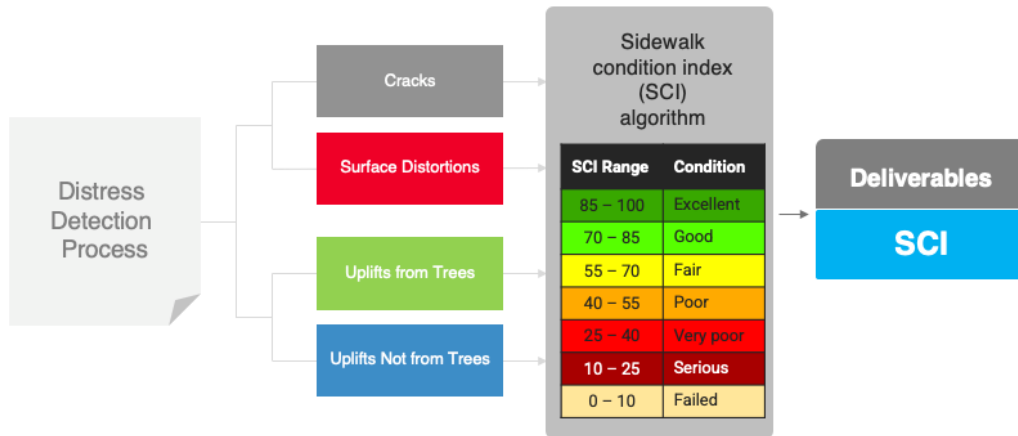 Distress
Detection
Process
Cracks
Surface Distortions
Uplifts from Trees
Uplifts Not from Trees
Sidewalk
condition index
(SCI)
algorithm
SCI Range Condition
85 – 100 Excellent
70 – 85 Good
55 – 70 Fair
40 – 55 Poor
25 – 40 Very poor
10 – 25 Serious
0 – 10 Failed
Deliverables
SCI